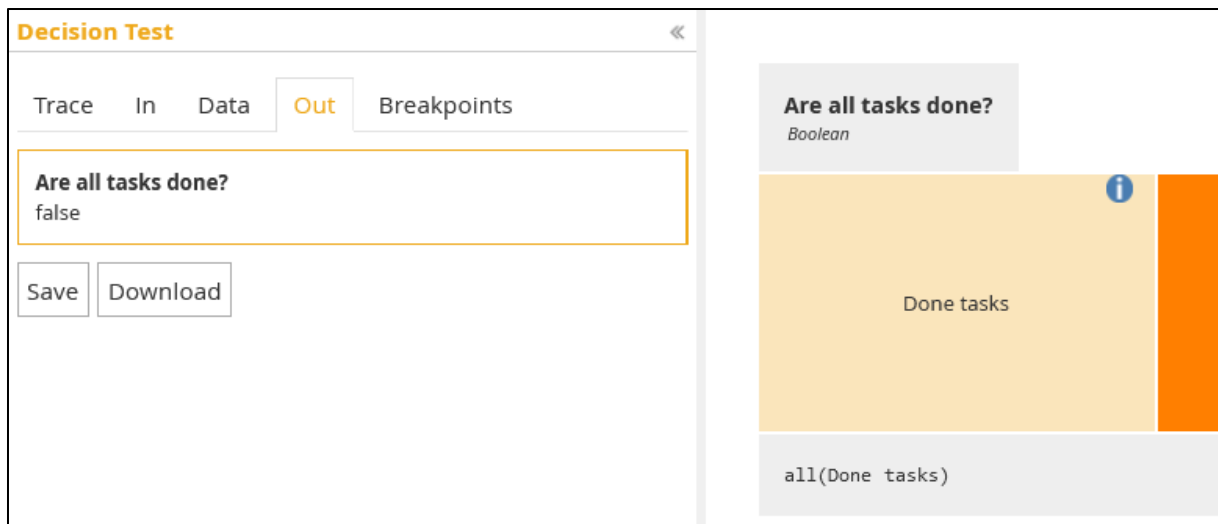 Decision Test
Trace In Data Out Breakpoints
Are all tasks done?
false
Save Download
Are all tasks done?
Boolean
Done tasks
all(Done tasks)